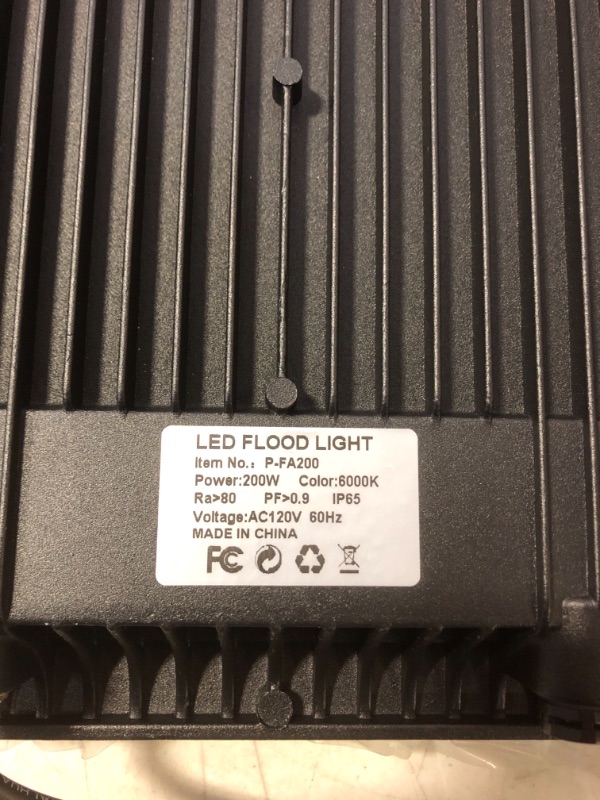 LED FLOOD LIGHT
Item No.: P-FA200
Power:200W Color:6000K
Ra>80 PF>0.9 IP65
Voltage:AC120V 60Hz
MADE IN CHINA
FC